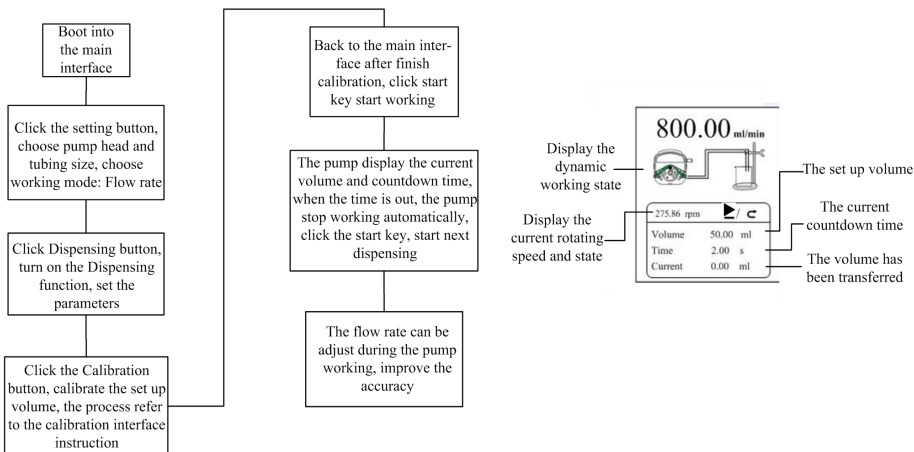 Boot into
the main
interface
Click the setting button,
choose pump head and
tubing size, choose
working mode: Flow rate
Click Dispensing button,
turn on the Dispensing
function, set the
parameters
Click the Calibration
button, calibrate the set up
volume, the process refer
to the calibration interface
instruction
Back to the main inter-
face after finish
calibration, click start
key start working
The pump display the current
volume and countdown time,
when the time is out, the pump
stop working automatically,
click the start key, start next
dispensing
The flow rate can be
adjust during the pump
working, improve the
accuracy
Display the
dynamic
working state
Display the
current rotating
speed and state
800.00 ml/min
275.86 rpm /
Volume 50.00 ml
Time 2.00 s
Current 0.00 ml
The set up volume
The current
countdown time
The volume has
been transferred